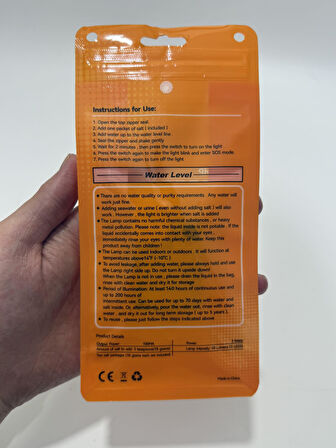 Instructions for Use:
1. Open the top zipper seal.
2. Add one packet of salt ( included )
3. Add water up to the water level line
4. Seal the zipper and shake gently
5. Wait for 2 minutes , then press the switch to turn on the light
6. Press the switch again to make the light blink and enter SOS mode.
7. Press the switch again to turn off the light
Water Level
There are no water quality or purity requirements . Any water will
work just fine.
Adding seawater or urine ( even without adding salt ) will also
work . However , the light is brighter when salt is added
The Lamp contains no harmful chemical substances , or heavy
metal pollution. Please note: the liquid inside is not potable . If the
liquid accidentally comes into contact with your eyes ,
immediately rinse your eyes with plenty of water. Keep this
product away from children !
The Lamp can be used indoors or outdoors . It will function at
temperatures above14°F (-10°C )
To avoid leakage, after adding water, please always hold and use
the Lamp right side up. Do not turn it upside down!
When the Lamp is not in use , please drain the liquid in the bag,
rinse with clean water and dry it for storage
Period of Illumination: At least 140 hours of continuous use and
up to 200 hours of
intermittent use. Can be used for up to 70 days with water and
salt inside. Or alternatively, pour the water out, rinse with clean
water , and dry it out for long term storage ( up to 5 years ).
To reuse , please just follow the steps indicated above
Product Details
Output Power:
Power:
CE
Made in China